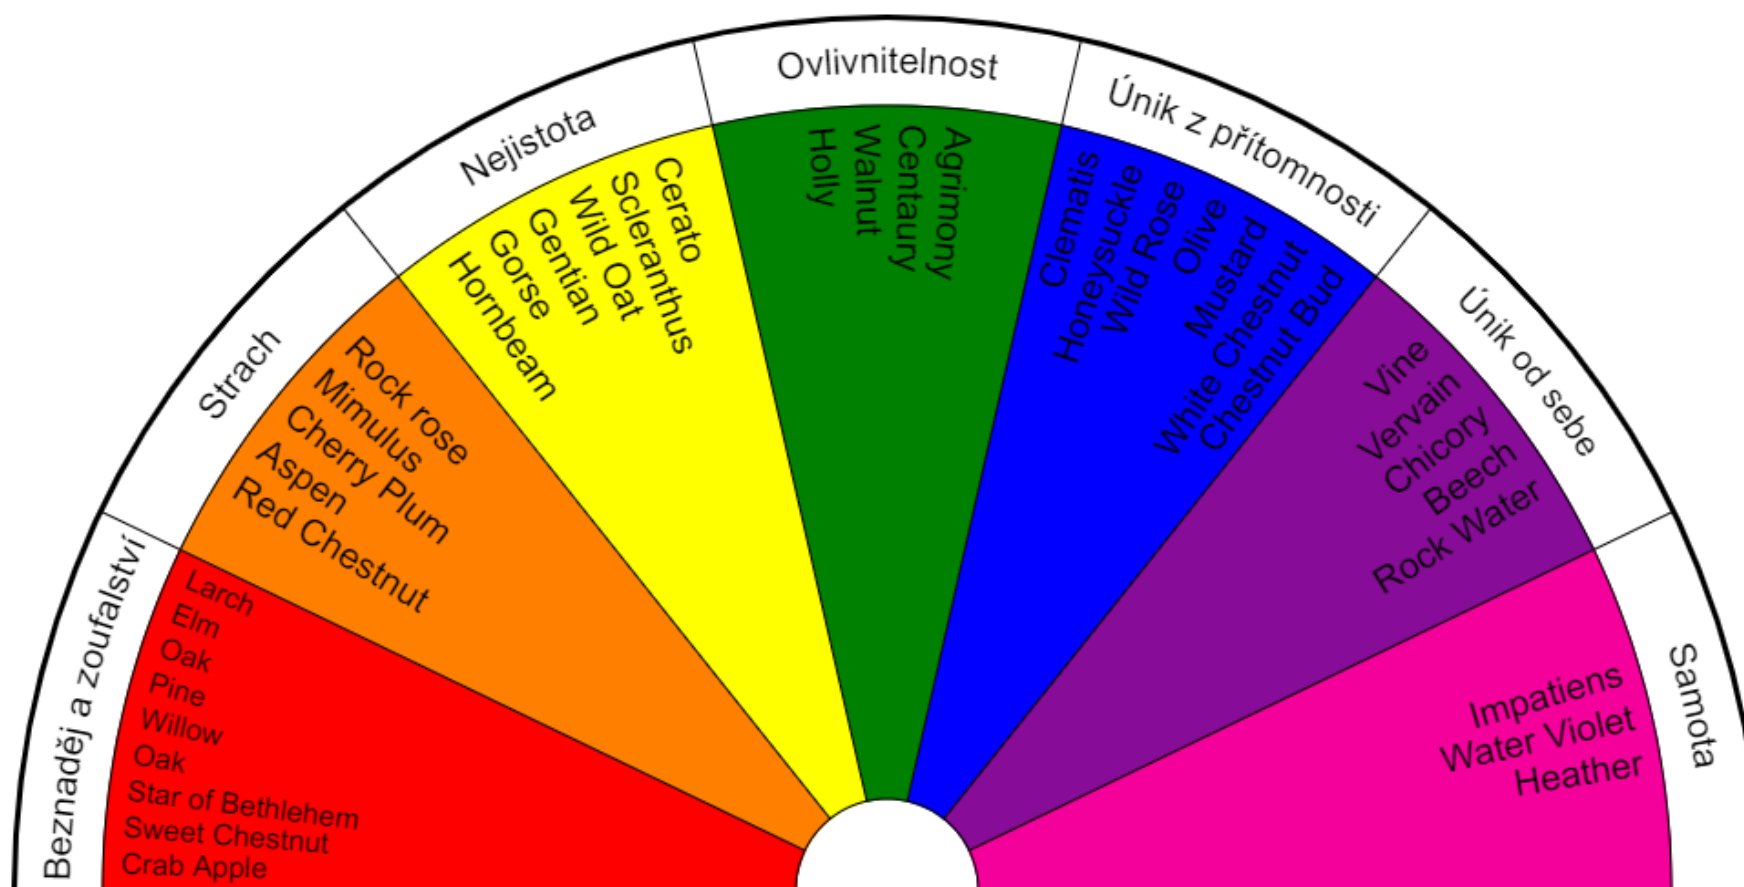 Beznaděj a zoufalství
Larch
Elm
Oak
Pine
Willow
Oak
Star of Bethlehem
Sweet Chestnut
Crab Apple
Strach
Rock rose
Mimulus
Cherry Plum
Aspen
Red Chestnut
Nejistota
Cerato
Scleranthus
Wild Oat
Gentian
Gorse
Hornbeam
Ovlivnitelnost
Agrimony
Centaury
Walnut
Holly
Únik z přítomnosti
Clematis
Honeysuckle
Wild Rose
Olive
Mustard
White Chestnut
Chestnut Bud
Únik od sebe
Vine
Vervain
Chicory
Beech
Rock Water
Samota
Impatiens
Water Violet
Heather